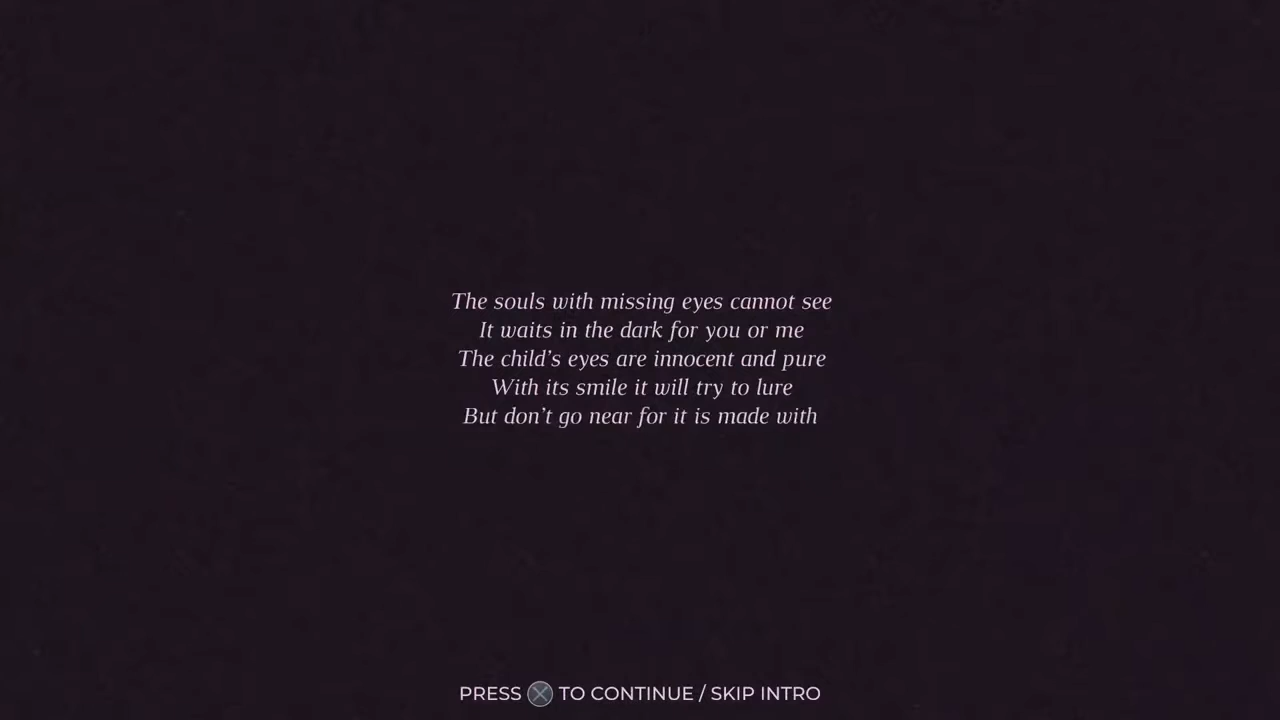 The souls with missing eyes cannot see
It waits in the dark for you or me
The child’s eyes are innocent and pure
With its smile it will try to lure
But don’t go near for it is made with
PRESS TO CONTINUE / SKIP INTRO